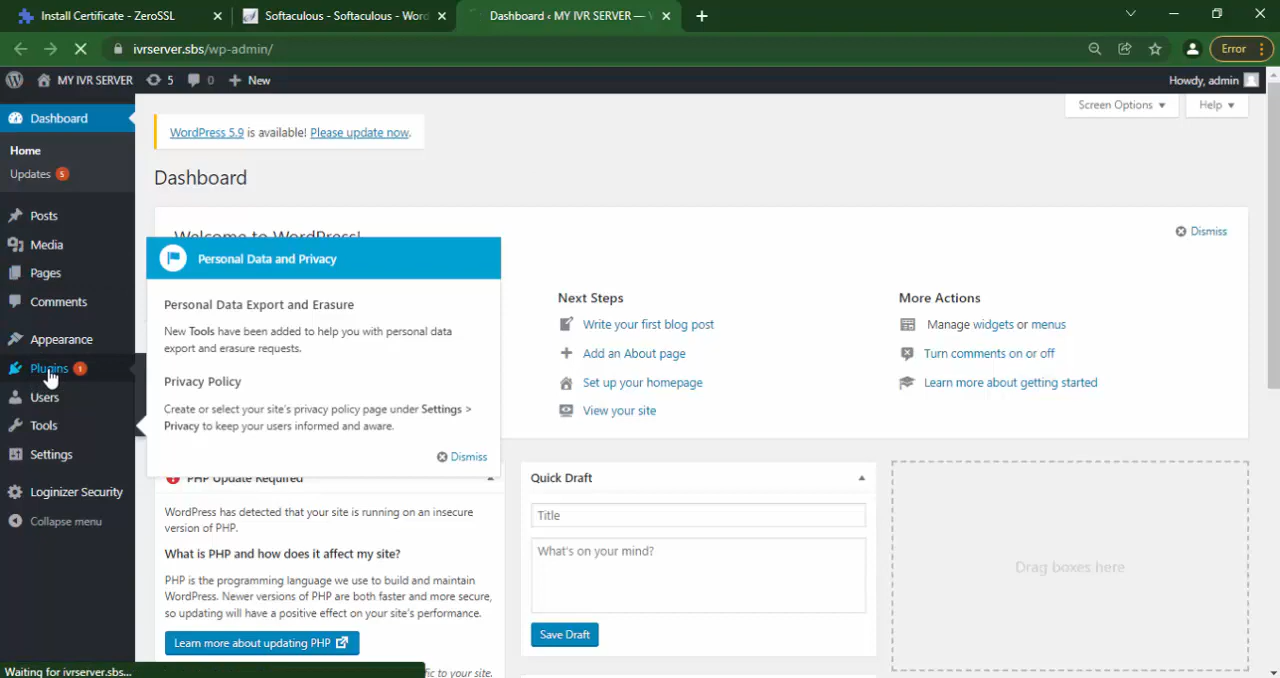 Install Certificate - ZeroSSL
Softaculous - Softaculous - Wor
Dashboard ‹ MY IVR SERVER —
ivrserver.sbs/wp-admin/
Error
MY IVR SERVER
5
0
New
Howdy, admin
Dashboard
Home
Updates 5
Posts
Media
Pages
Comments
Appearance
Plugins 1
Users
Tools
Settings
Loginizer Security
Collapse menu
Screen Options
Help
WordPress 5.9 is available! Please update now.
Dashboard
Welcome to WordPress!
Dismiss
Personal Data and Privacy
Personal Data Export and Erasure
New Tools have been added to help you with personal data
export and erasure requests.
Privacy Policy
Create or select your site's privacy policy page under Settings >
Privacy to keep your users informed and aware.
Dismiss
Next Steps
Write your first blog post
Add an About page
Set up your homepage
View your site
More Actions
Manage widgets or menus
Turn comments on or off
Learn more about getting started
PHP Update Required
WordPress has detected that your site is running on an insecure
version of PHP.
What is PHP and how does it affect my site?
PHP is the programming language we use to build and maintain
WordPress. Newer versions of PHP are both faster and more secure,
so updating will have a positive effect on your site's performance.
Learn more about updating PHP
fic to your site.
Quick Draft
Title
What's on your mind?
Save Draft
Drag boxes here
Waiting for ivrserver.sbs...